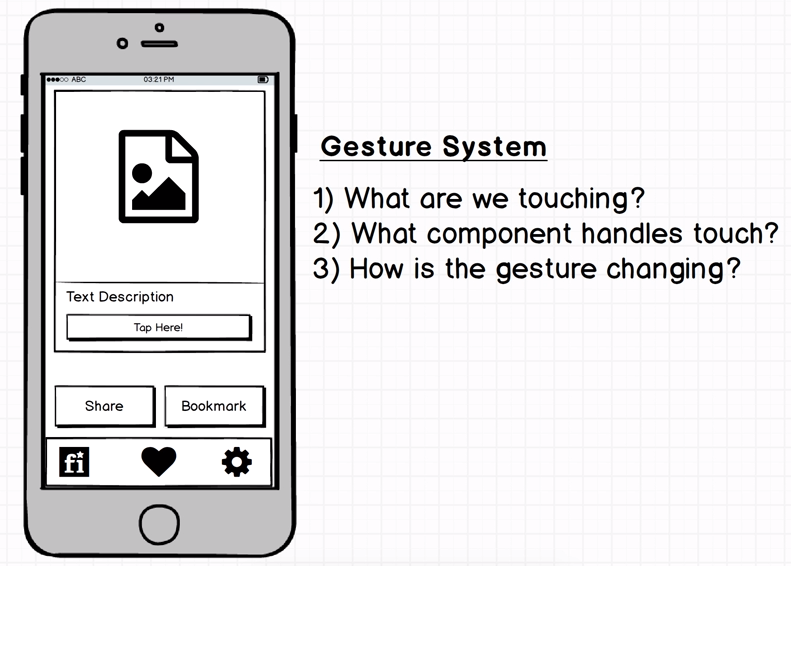 ABC 03:21 PM
Gesture System
1) What are we touching?
2) What component handles touch?
3) How is the gesture changing?
Text Description
Tap Here!
Share Bookmark
fi